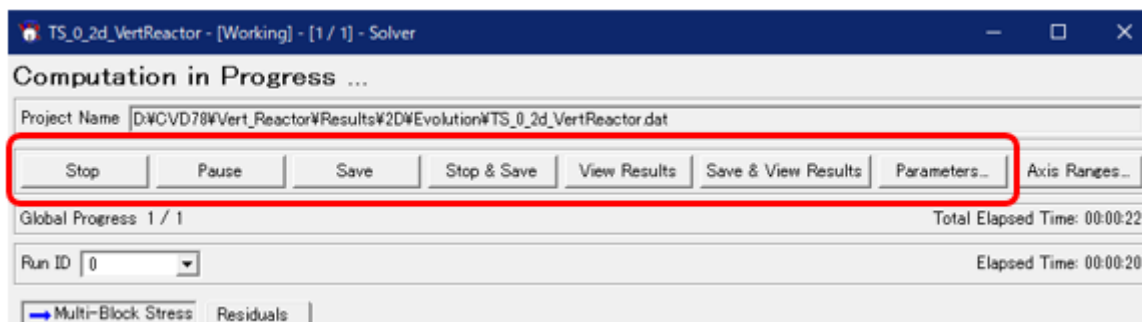 TS_0_2d_VertReactor - [Working] - [1 / 1] - Solver
Computation in Progress ...
Project Name D:¥CVD78¥Vert_Reactor¥Results¥2D¥Evolution¥TS_0_2d_VertReactor.dat
Stop Pause Save Stop & Save View Results Save & View Results Parameters... Axis Ranges...
Global Progress 1 / 1 Total Elapsed Time: 00:00:22
Run ID 0 Elapsed Time: 00:00:20
Multi-Block Stress Residuals